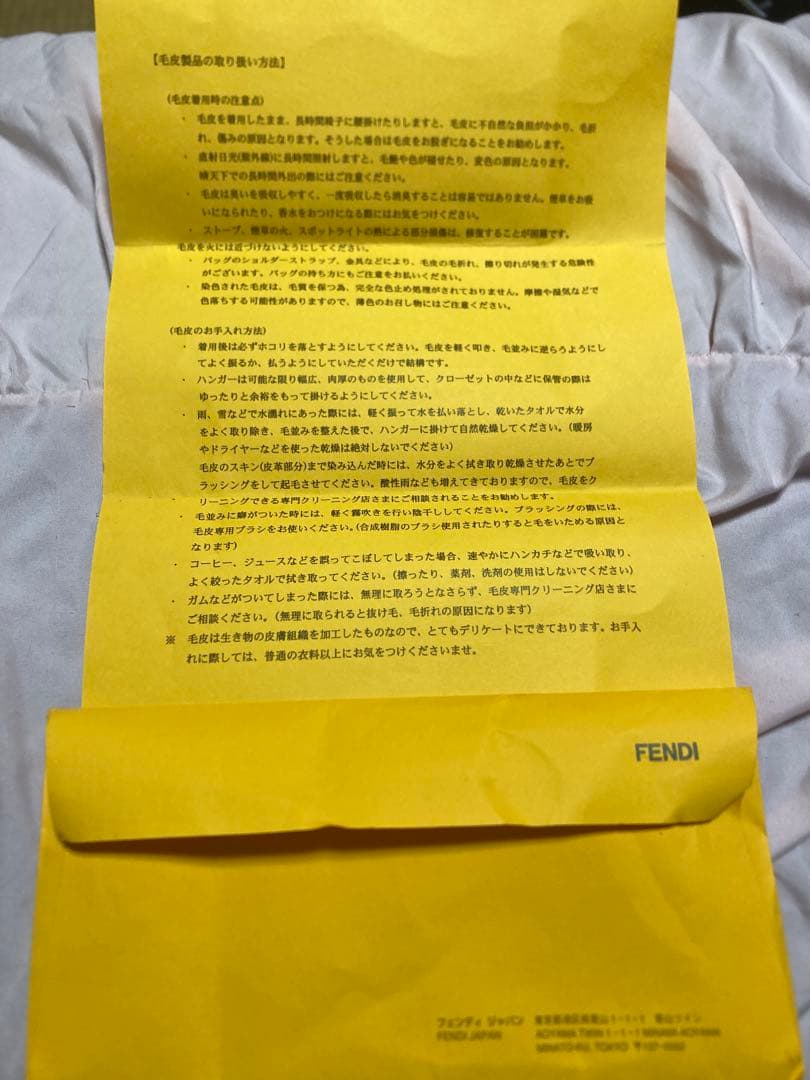 【毛皮製品の取り扱い方法】
(毛皮着用時の注意点)
・ 毛皮を着用したまま、長時間椅子に腰掛けたりしますと、毛皮に不自然な負担がかかり、毛折
れ、傷みの原因となります。そうした場合は毛皮をお脱ぎになることをお勧めします。
・ 直射日光(紫外線)に長時間照射しますと、毛艶や色が褪せたり、変色の原因となります。
晴天下での長時間外出の際にはご注意ください。
・ 毛皮は臭いを吸収しやすく、一度吸収したら消臭することは容易ではありません。煙草をお吸
いになられたり、香水をおつけになる際にはお気をつけください。
・ ストーブ、煙草の火、スポットライトの熱による部分損傷は、修復することが困難です。
毛皮を火には近づけないようにしてください。
・ バッグのショルダーストラップ、金具などにより、毛皮の毛折れ、擦り切れが発生する危険性
がございます。バッグの持ち方にもご注意をお払いください。
・ 染色された毛皮は、毛質を保つ為、完全な色止め処理がされておりません。摩擦や湿気などで
色落ちする可能性がありますので、薄色のお召し物にはご注意ください。
(毛皮のお手入れ方法)
・ 着用後は必ずホコリを落とすようにしてください。毛皮を軽く叩き、毛並みに逆らうようにし
てよく振るか、払うようにしていただくだけで結構です。
・ ハンガーは可能な限り幅広、肉厚のものを使用して、クローゼットの中などに保管の際は
ゆったりと余裕をもって掛けるようにしてください。
・ 雨、雪などで水濡れにあった際には、軽く振って水を払い落とし、乾いたタオルで水分
をよく取り除き、毛並みを整えた後で、ハンガーに掛けて自然乾燥してください。(暖房
やドライヤーなどを使った乾燥は絶対しないでください)
毛皮のスキン(皮革部分)まで染み込んだ時には、水分をよく拭き取り乾燥させたあとでブ
ラッシングをして起毛させてください。酸性雨なども増えてきておりますので、毛皮をク
・ リーニングできる専門クリーニング店さまにご相談されることをお勧めします。
・ 毛並みに癖がついた時には、軽く霧吹きを行い陰干ししてください。ブラッシングの際には、
毛皮専用ブラシをお使いください。(合成樹脂のブラシ使用されたりすると毛をいためる原因と
なります)
・ コーヒー、ジュースなどを誤ってこぼしてしまった場合、速やかにハンカチなどで吸い取り、
よく絞ったタオルで拭き取ってください。(擦ったり、薬剤、洗剤の使用はしないでください)
・ ガムなどがついてしまった際には、無理に取ろうとなさらず、毛皮専門クリーニング店さまに
ご相談ください。(無理に取られると抜け毛、毛折れの原因になります)
※ 毛皮は生き物の皮膚組織を加工したものなので、とてもデリケートにできております。お手入
れに際しては、普通の衣料以上にお気をつけくださいませ。
FENDI
フェンディ ジャパン 東京都港区南青山1-1-1 青山ツイン
FENDI JAPAN AOYAMA TWIN 1-1-1 MINAMI-AOYAMA
MINATO-KU, TOKYO 〒107-0062